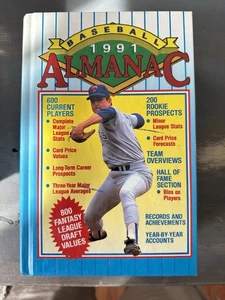 BASEBALL
1991
ALMANAC
600
CURRENT
PLAYERS
• Complete
Major
League
Stats
• Card Price
Values
• Long-Term Career
Prospects
• Three-Year Major
League Averages
800
FANTASY
LEAGUE
DRAFT
VALUES
200
ROOKIE
PROSPECTS
• Minor
League Stats
• Card Price
Forecasts
TEAM
OVERVIEWS
HALL OF
FAME
SECTION
• Bios on
Players
RECORDS AND
ACHIEVEMENTS
YEAR-BY-YEAR
ACCOUNTS